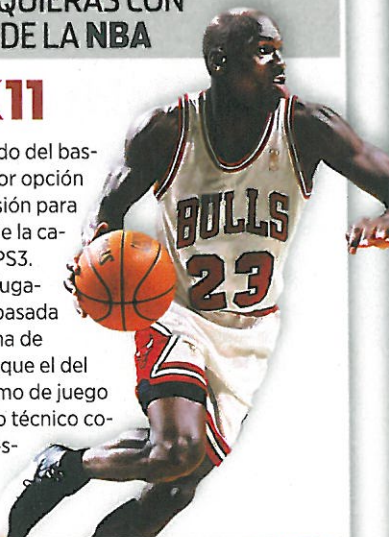 QUIERAS CON
DE LA NBA
K11
do del bas-
or opción
sión para
e la ca-
PS3.
uga-
pasada
na de
que el del
mo de juego
o técnico co-
s-
BULLS
23